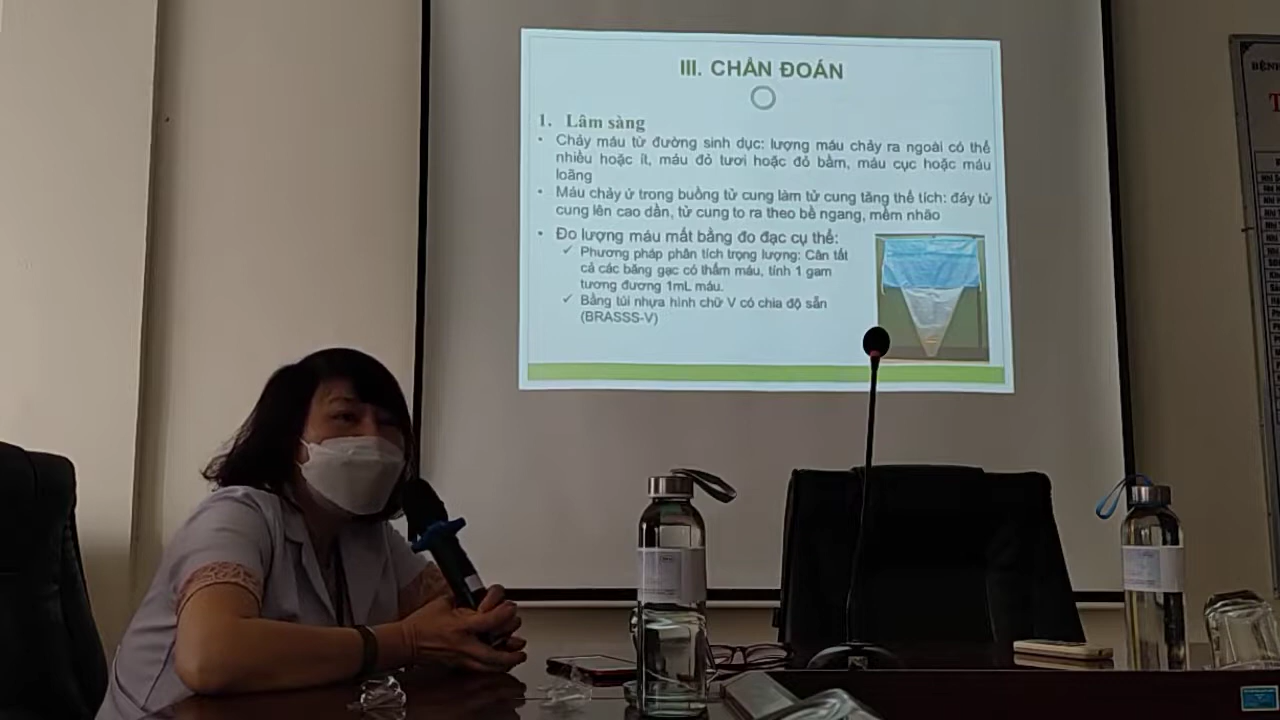 III. CHẨN ĐOÁN
1. Lâm sàng
• Chảy máu từ đường sinh dục: lượng máu chảy ra ngoài có thể
nhiều hoặc ít, máu đỏ tươi hoặc đỏ bầm, máu cục hoặc máu
loãng
• Máu chảy ứ trong buồng tử cung làm tử cung tăng thể tích: đáy tử
cung lên cao dần, tử cung to ra theo bề ngang, mềm nhão
• Đo lượng máu mất bằng đo đạc cụ thể:
✓ Phương pháp phân tích trọng lượng: Cân tất
cả các băng gạc có thấm máu, tính 1 gam
tương đương 1mL máu.
✓ Bằng túi nhựa hình chữ V có chia độ sẵn
(BRASSS-V)
BỆNH